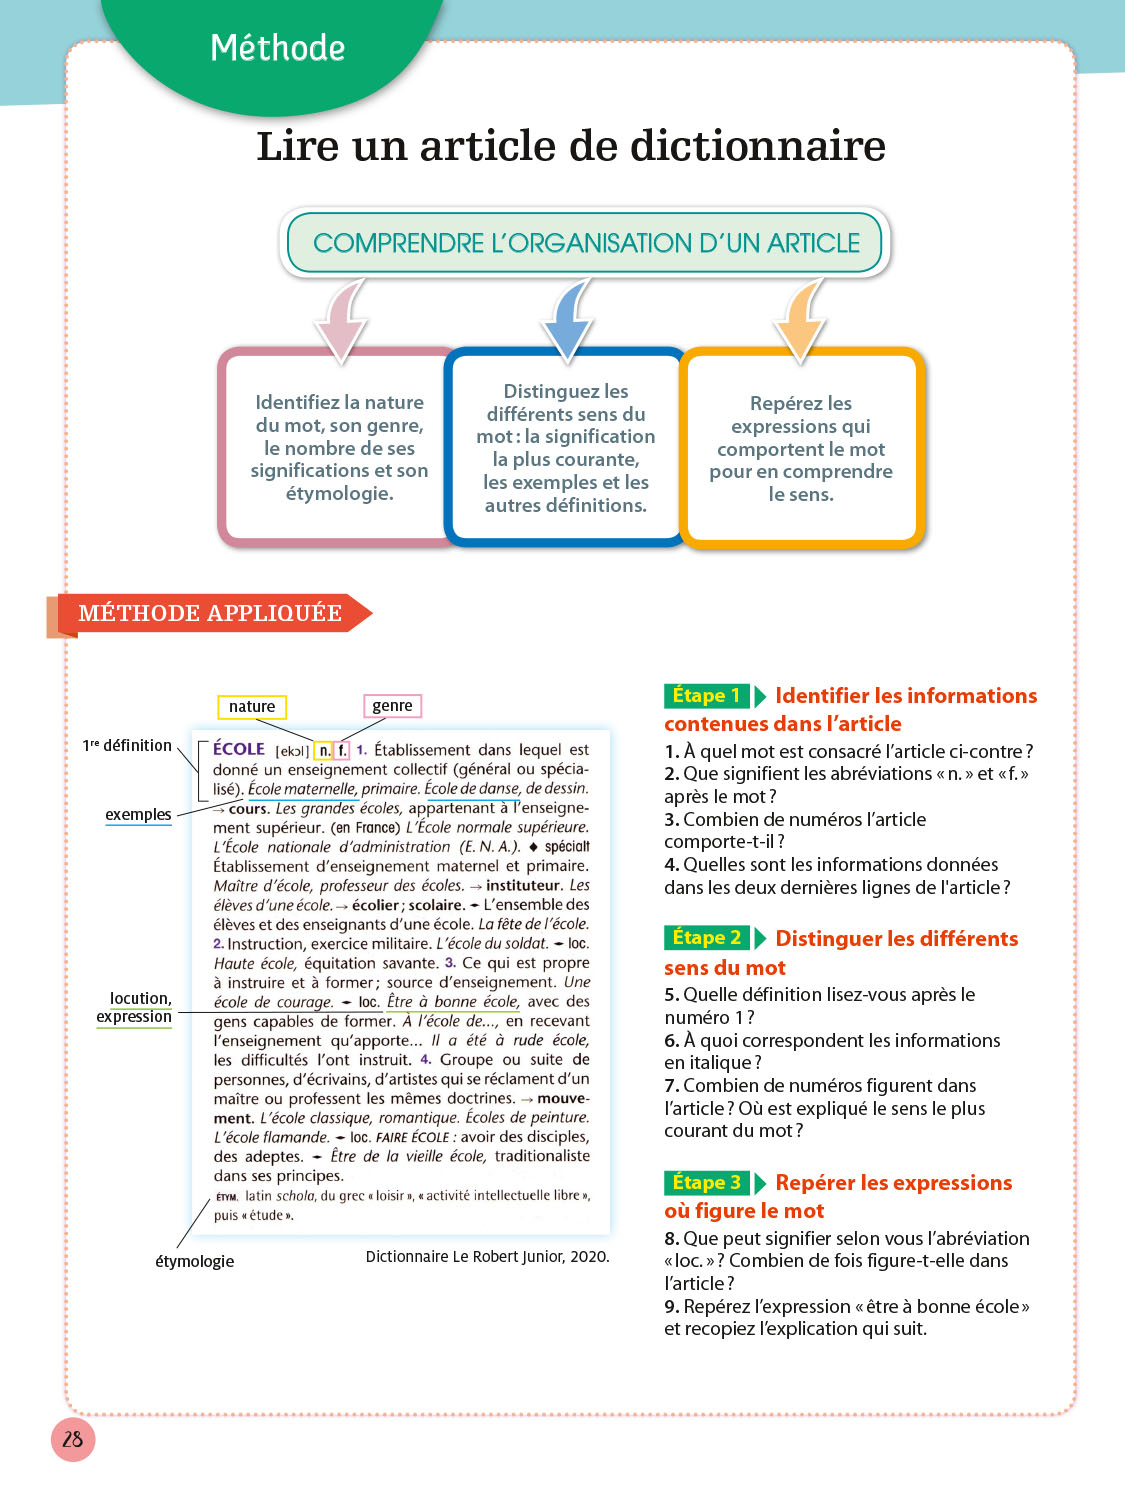 Méthode
Lire un article de dictionnaire
COMPRENDRE L'ORGANISATION D'UN ARTICLE
Identifiez la nature
du mot, son genre,
le nombre de ses
significations et son
étymologie.
Distinguez les
différents sens du
mot : la signification
la plus courante,
les exemples et les
autres définitions.
Repérez les
expressions qui
comportent le mot
pour en comprendre
le sens.
MÉTHODE APPLIQUÉE
nature
genre
1re définition
exemples
locution,
expression
étymologie
ÉCOLE [ekɔl] n. f. 1. Établissement dans lequel est
donné un enseignement collectif (général ou spécia-
lisé). École maternelle, primaire. École de danse, de dessin.
→ cours. Les grandes écoles, appartenant à l'enseigne-
ment supérieur. (en France) L'École normale supérieure.
L'École nationale d'administration (E. N. A.). ♦ spécialt
Établissement d'enseignement maternel et primaire.
Maître d'école, professeur des écoles. → instituteur. Les
élèves d'une école. → écolier ; scolaire. - L'ensemble des
élèves et des enseignants d'une école. La fête de l'école.
2. Instruction, exercice militaire. L'école du soldat. - loc.
Haute école, équitation savante. 3. Ce qui est propre
à instruire et à former ; source d'enseignement. Une
école de courage. - loc. Être à bonne école, avec des
gens capables de former. À l'école de..., en recevant
l'enseignement qu'apporte... Il a été à rude école,
les difficultés l'ont instruit. 4. Groupe ou suite de
personnes, d'écrivains, d'artistes qui se réclament d'un
maître ou professent les mêmes doctrines. → mouve-
ment. L'école classique, romantique. Écoles de peinture.
L'école flamande. - loc. FAIRE ÉCOLE : avoir des disciples,
des adeptes. - Être de la vieille école, traditionaliste
dans ses principes.
ÉTYM. latin schola, du grec « loisir », « activité intellectuelle libre »,
puis « étude ».
Dictionnaire Le Robert Junior, 2020.
Étape 1 Identifier les informations
contenues dans l'article
1. À quel mot est consacré l'article ci-contre ?
2. Que signifient les abréviations « n. » et « f. »
après le mot ?
3. Combien de numéros l'article
comporte-t-il ?
4. Quelles sont les informations données
dans les deux dernières lignes de l'article ?
Étape 2 Distinguer les différents
sens du mot
5. Quelle définition lisez-vous après le
numéro 1 ?
6. À quoi correspondent les informations
en italique ?
7. Combien de numéros figurent dans
l'article ? Où est expliqué le sens le plus
courant du mot ?
Étape 3 Repérer les expressions
où figure le mot
8. Que peut signifier selon vous l'abréviation
« loc. » ? Combien de fois figure-t-elle dans
l'article ?
9. Repérez l'expression « être à bonne école »
et recopiez l'explication qui suit.
28